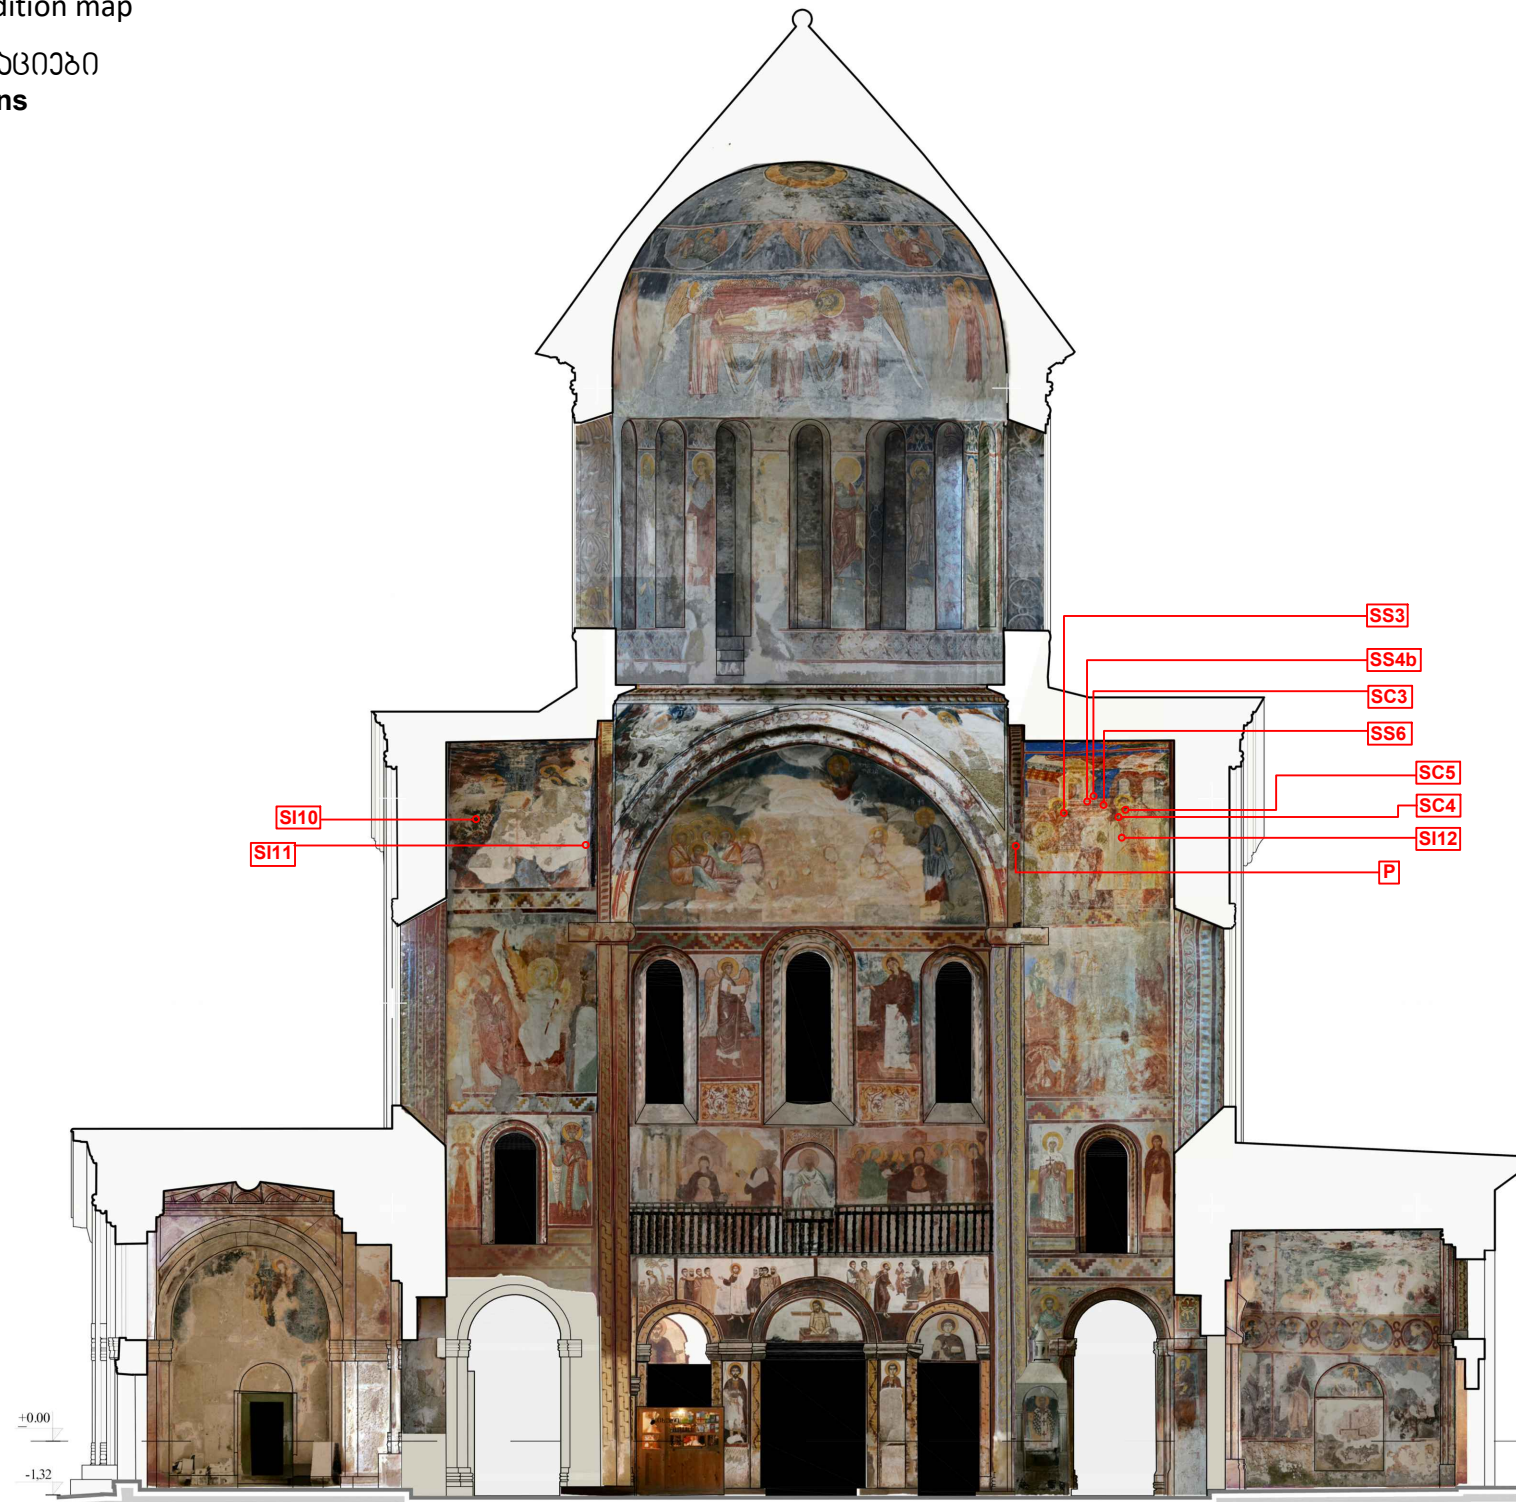 dition map
აციები
ns
SS3
SS4b
SC3
SS6
SC5
SC4
SI12
P
SI10
SI11
+0.00
-1,32